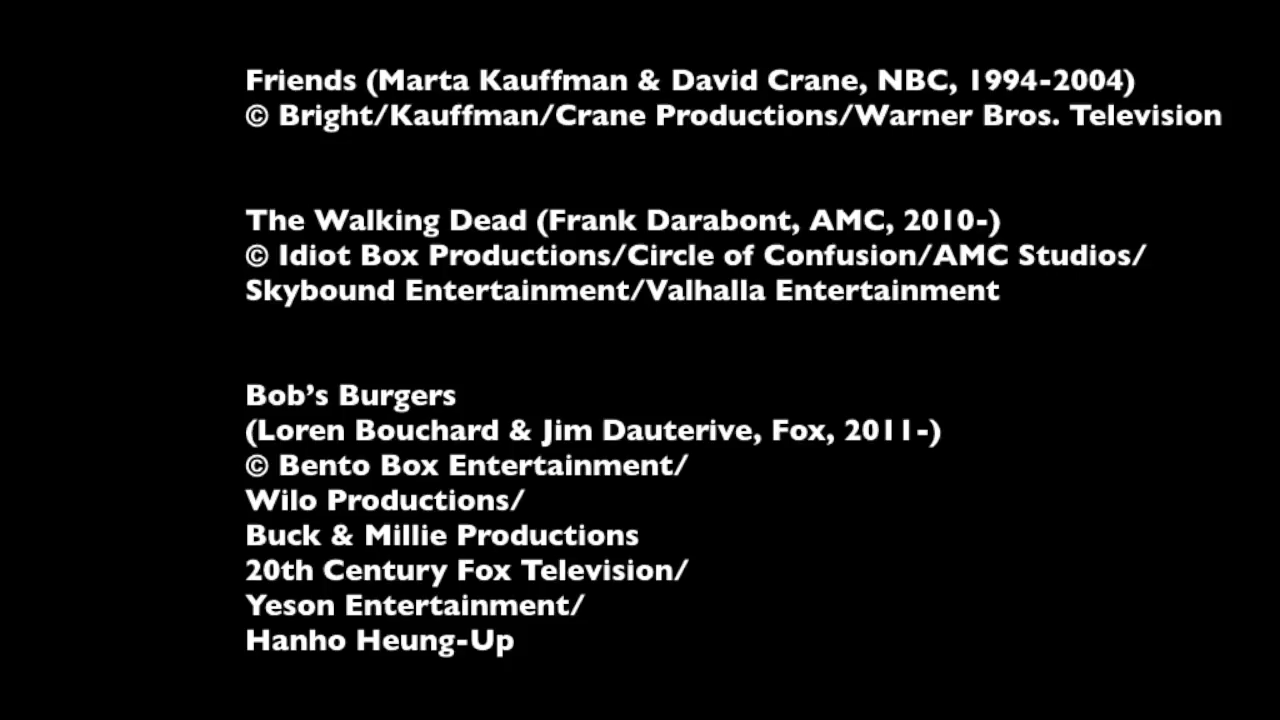 Friends (Marta Kauffman & David Crane, NBC, 1994-2004)
© Bright/Kauffman/Crane Productions/Warner Bros. Television
The Walking Dead (Frank Darabont, AMC, 2010-)
© Idiot Box Productions/Circle of Confusion/AMC Studios/
Skybound Entertainment/Valhalla Entertainment
Bob’s Burgers
(Loren Bouchard & Jim Dauterive, Fox, 2011-)
© Bento Box Entertainment/
Wilo Productions/
Buck & Millie Productions
20th Century Fox Television/
Yeson Entertainment/
Hanho Heung-Up